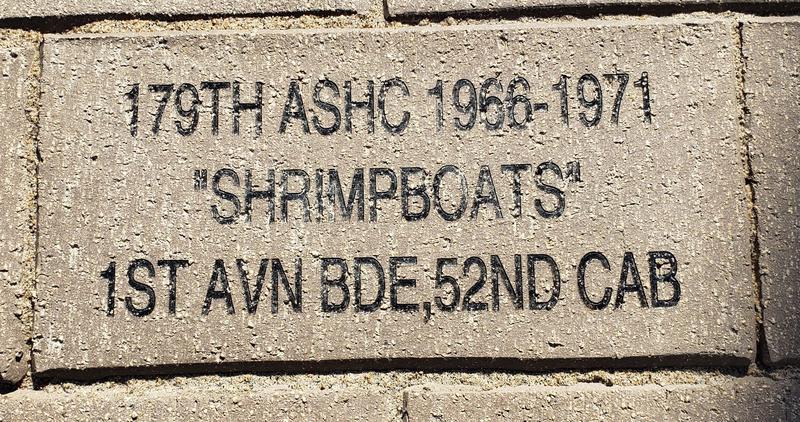 179TH ASHC 1966-1971
"SHRIMPBOATS"
1ST AVN BDE,52ND CAB